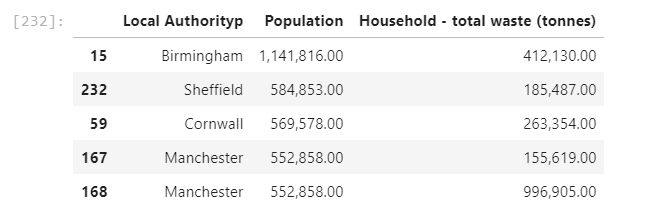 [232]: Local Authorityp Population Household - total waste (tonnes)
15 Birmingham 1,141,816.00 412,130.00
232 Sheffield 584,853.00 185,487.00
59 Cornwall 569,578.00 263,354.00
167 Manchester 552,858.00 155,619.00
168 Manchester 552,858.00 996,905.00